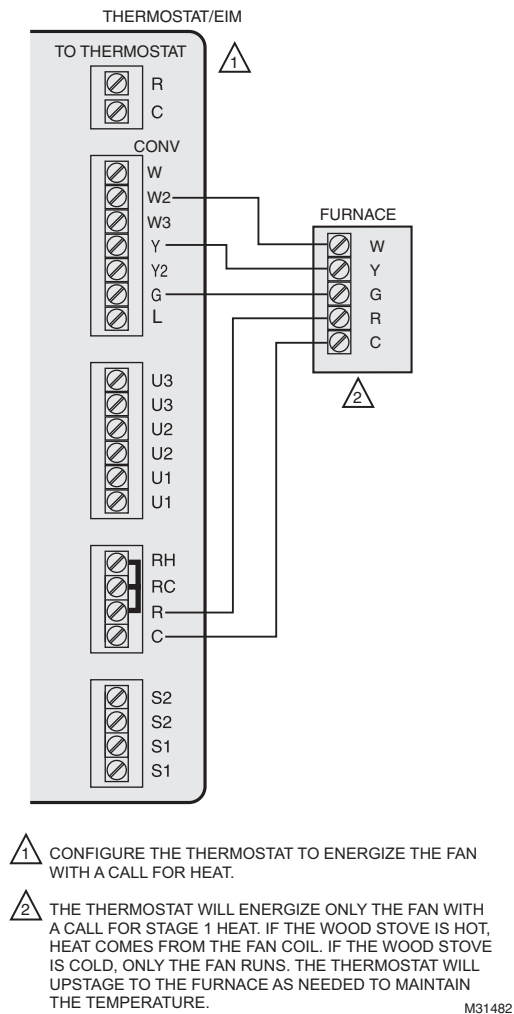 THERMOSTAT/EIM
TO THERMOSTAT
1
R
C
CONV
W
W2
W3
Y
Y2
G
L
FURNACE
W
Y
G
R
C
2
U3
U3
U2
U2
U1
U1
RH
RC
R
C
S2
S2
S1
S1
1 CONFIGURE THE THERMOSTAT TO ENERGIZE THE FAN
WITH A CALL FOR HEAT.
2 THE THERMOSTAT WILL ENERGIZE ONLY THE FAN WITH
A CALL FOR STAGE 1 HEAT. IF THE WOOD STOVE IS HOT,
HEAT COMES FROM THE FAN COIL. IF THE WOOD STOVE
IS COLD, ONLY THE FAN RUNS. THE THERMOSTAT WILL
UPSTAGE TO THE FURNACE AS NEEDED TO MAINTAIN
THE TEMPERATURE.
M31482